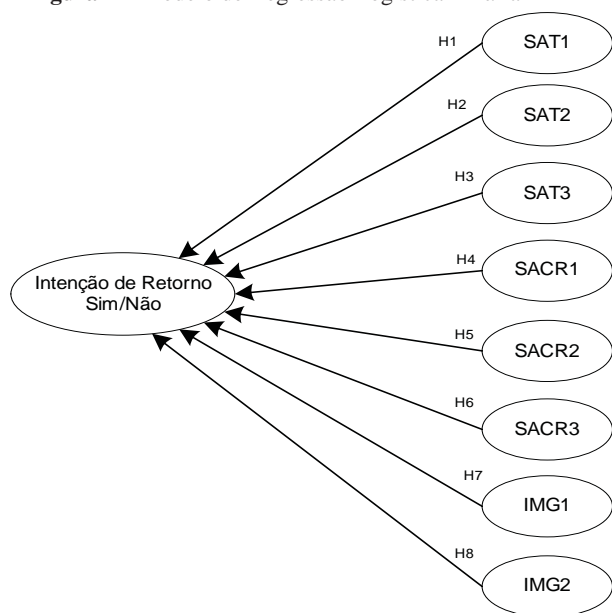 H1
SAT1
H2
SAT2
H3
SAT3
H4
SACR1
Intenção de Retorno
Sim/Não
H5
SACR2
H6
SACR3
H7
IMG1
H8
IMG2